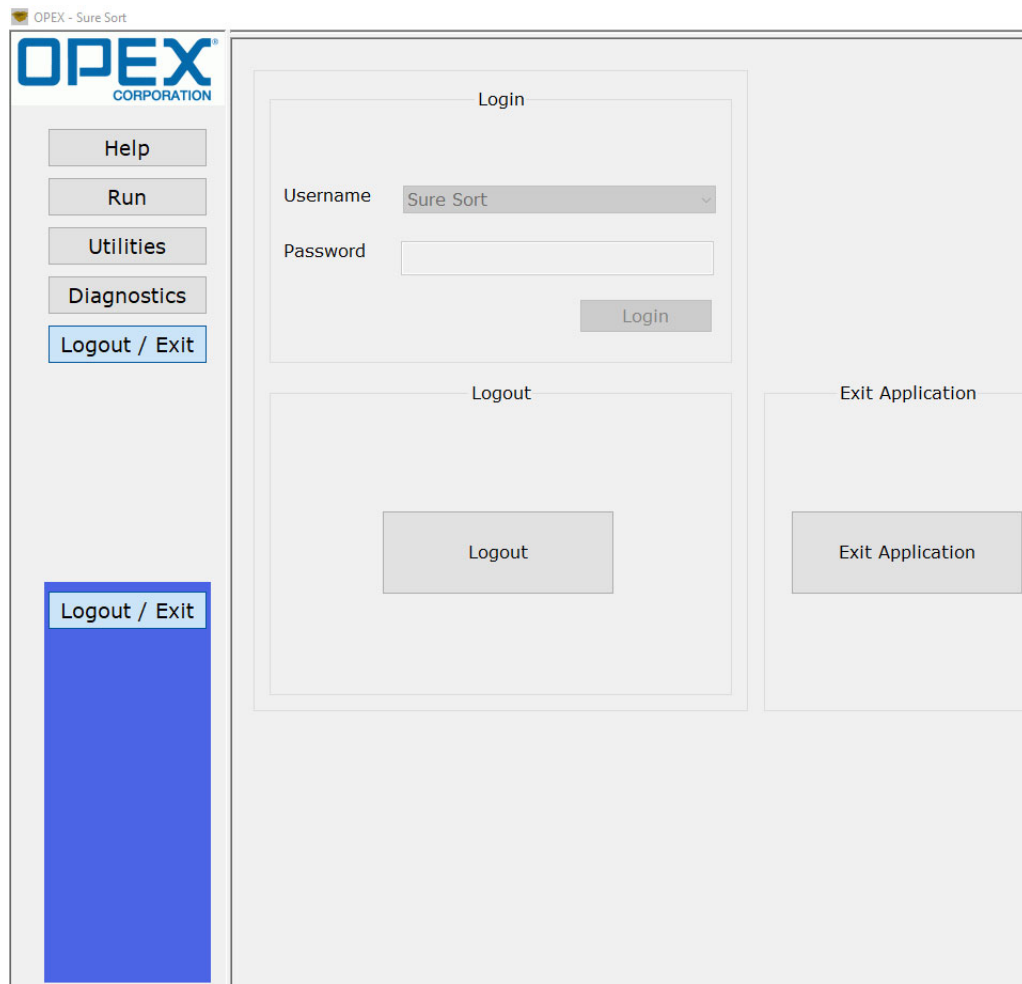 OPEX - Sure Sort
OPEX®
CORPORATION
Help
Run
Utilities
Diagnostics
Logout / Exit
Logout / Exit
Login
Username
Sure Sort
Password
Login
Logout
Logout
Exit Application
Exit Application